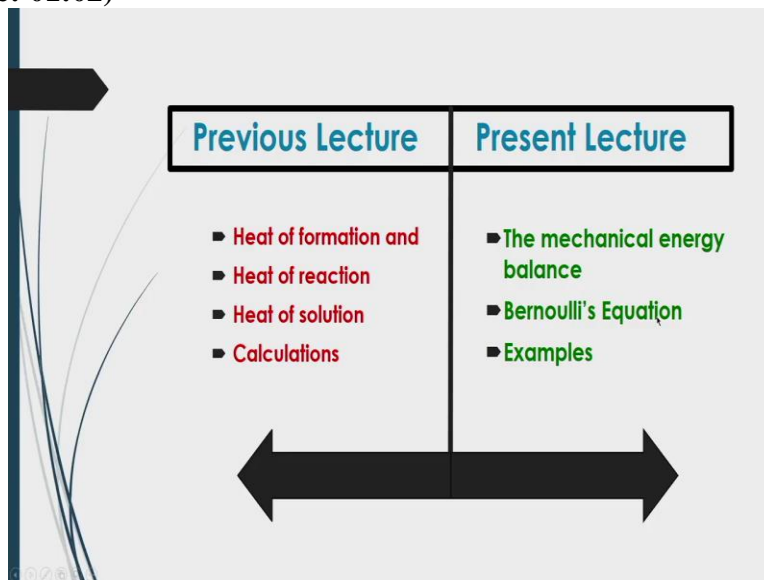 Previous Lecture
Present Lecture
Heat of formation and
Heat of reaction
Heat of solution
Calculations
The mechanical energy
balance
Bernoulli's Equation
Examples